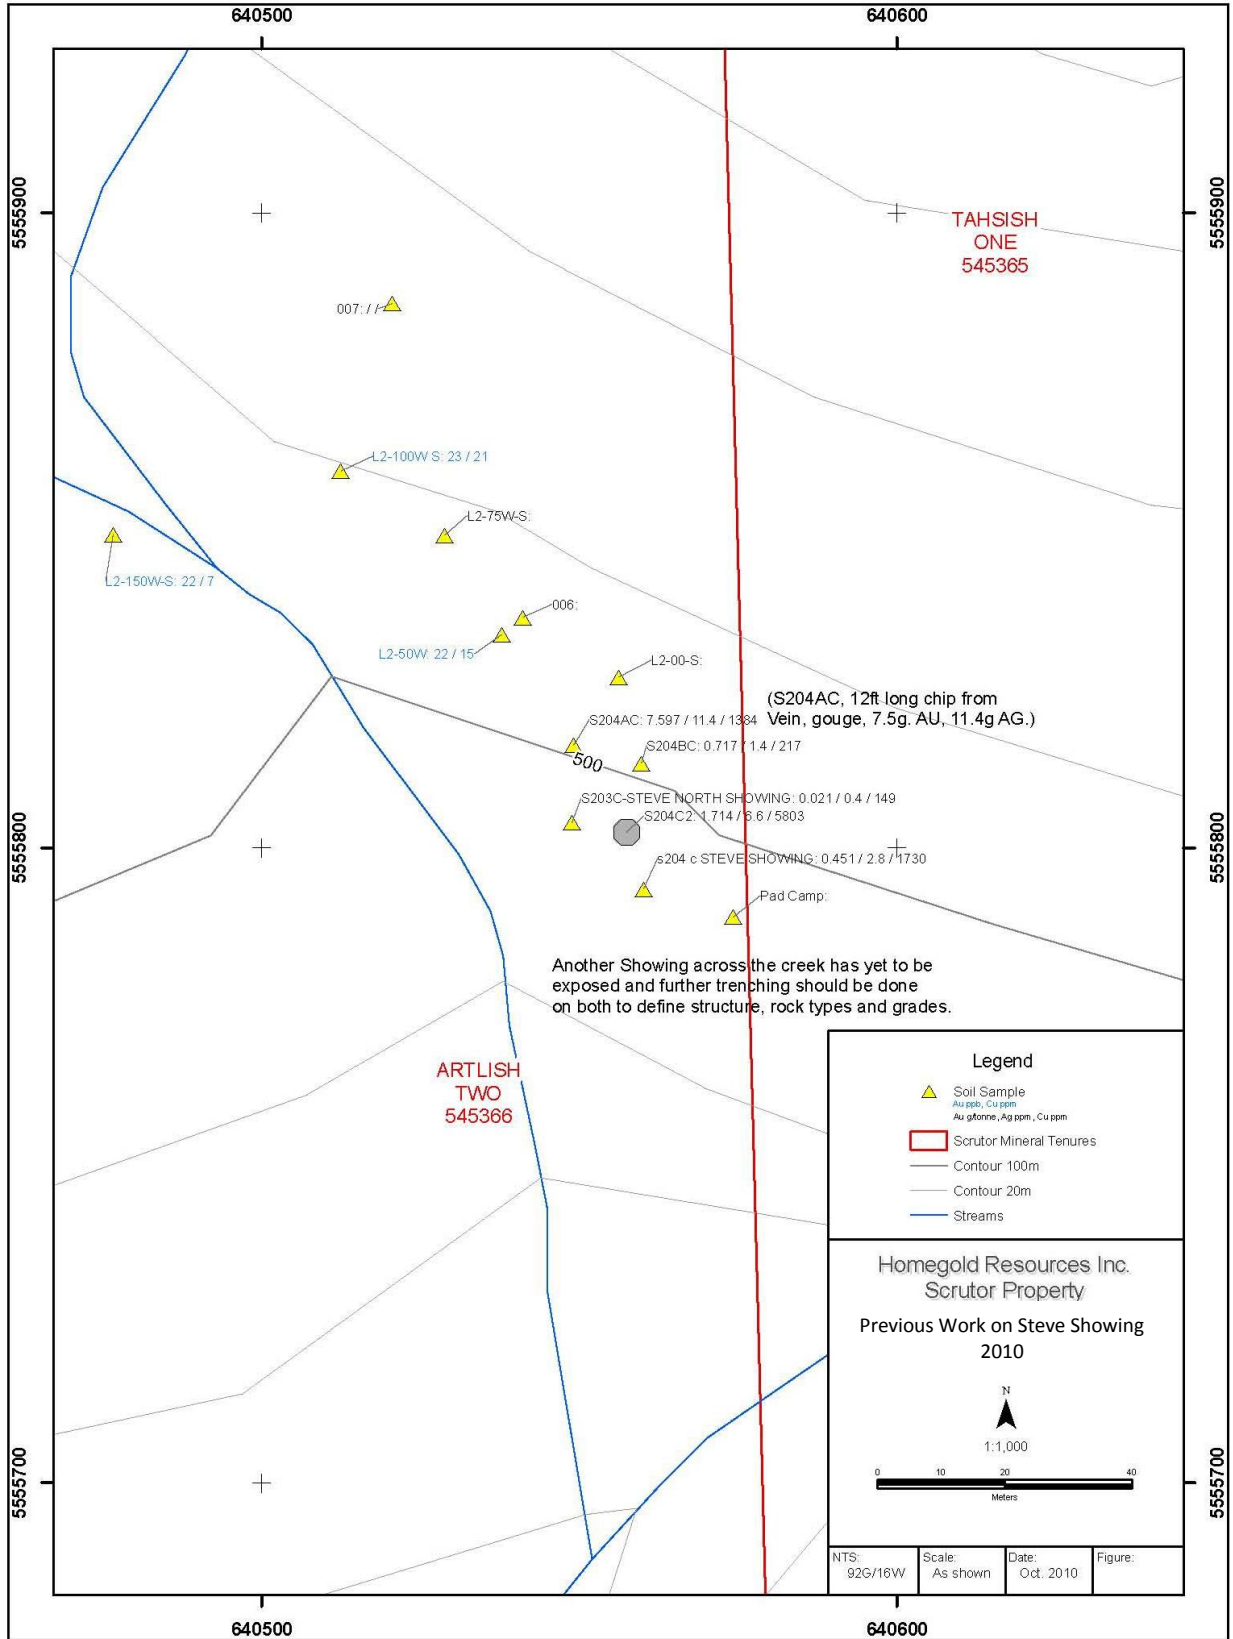 640500
640600
5555900
5555900
TAHSISH
ONE
545365
007: / /
L2-100W S: 23 / 21
L2-75W-S:
L2-150W-S: 22 / 7
006:
L2-50W: 22 / 15
L2-00-S:
(S204AC, 12ft long chip from
Vein, gouge, 7.5g. AU, 11.4g AG.)
S204AC: 7.597 / 11.4 / 1384
S204BC: 0.717 / 1.4 / 217
500
S203C-STEVE NORTH SHOWING: 0.021 / 0.4 / 149
S204C2: 1.714 / 6.6 / 5803
5555800
5555800
s204 c STEVE SHOWING: 0.451 / 2.8 / 1730
Pad Camp:
Another Showing across the creek has yet to be
exposed and further trenching should be done
on both to define structure, rock types and grades.
ARTLISH
TWO
545366
Legend
Soil Sample
Au ppb, Cu ppm
Au g/tonne, Ag ppm, Cu ppm
Scrutor Mineral Tenures
Contour 100m
Contour 20m
Streams
Homegold Resources Inc.
Scrutor Property
Previous Work on Steve Showing
2010
N
1:1,000
0 10 20 40
Meters
5555700
5555700
NTS: Scale: Date: Figure:
92G/16W As shown Oct. 2010
640500
640600